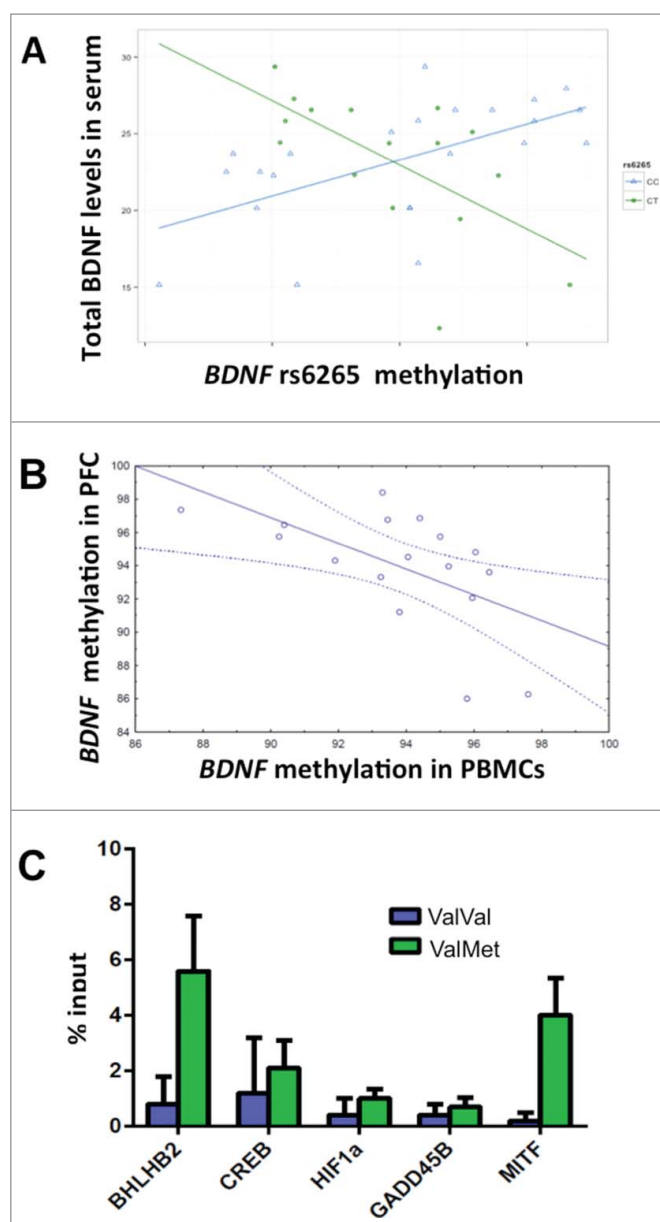 A
Total BDNF levels in serum
30
25
20
15
rs6265
CC
CT
BDNF rs6265 methylation
B
BDNF methylation in PFC
100
98
96
94
92
90
88
86
84
86 88 90 92 94 96 98 100
BDNF methylation in PBMCs
C
% input
10
8
6
4
2
0
ValVal
ValMet
BHLHB2
CREB
HIF1a
GADD45B
MITF